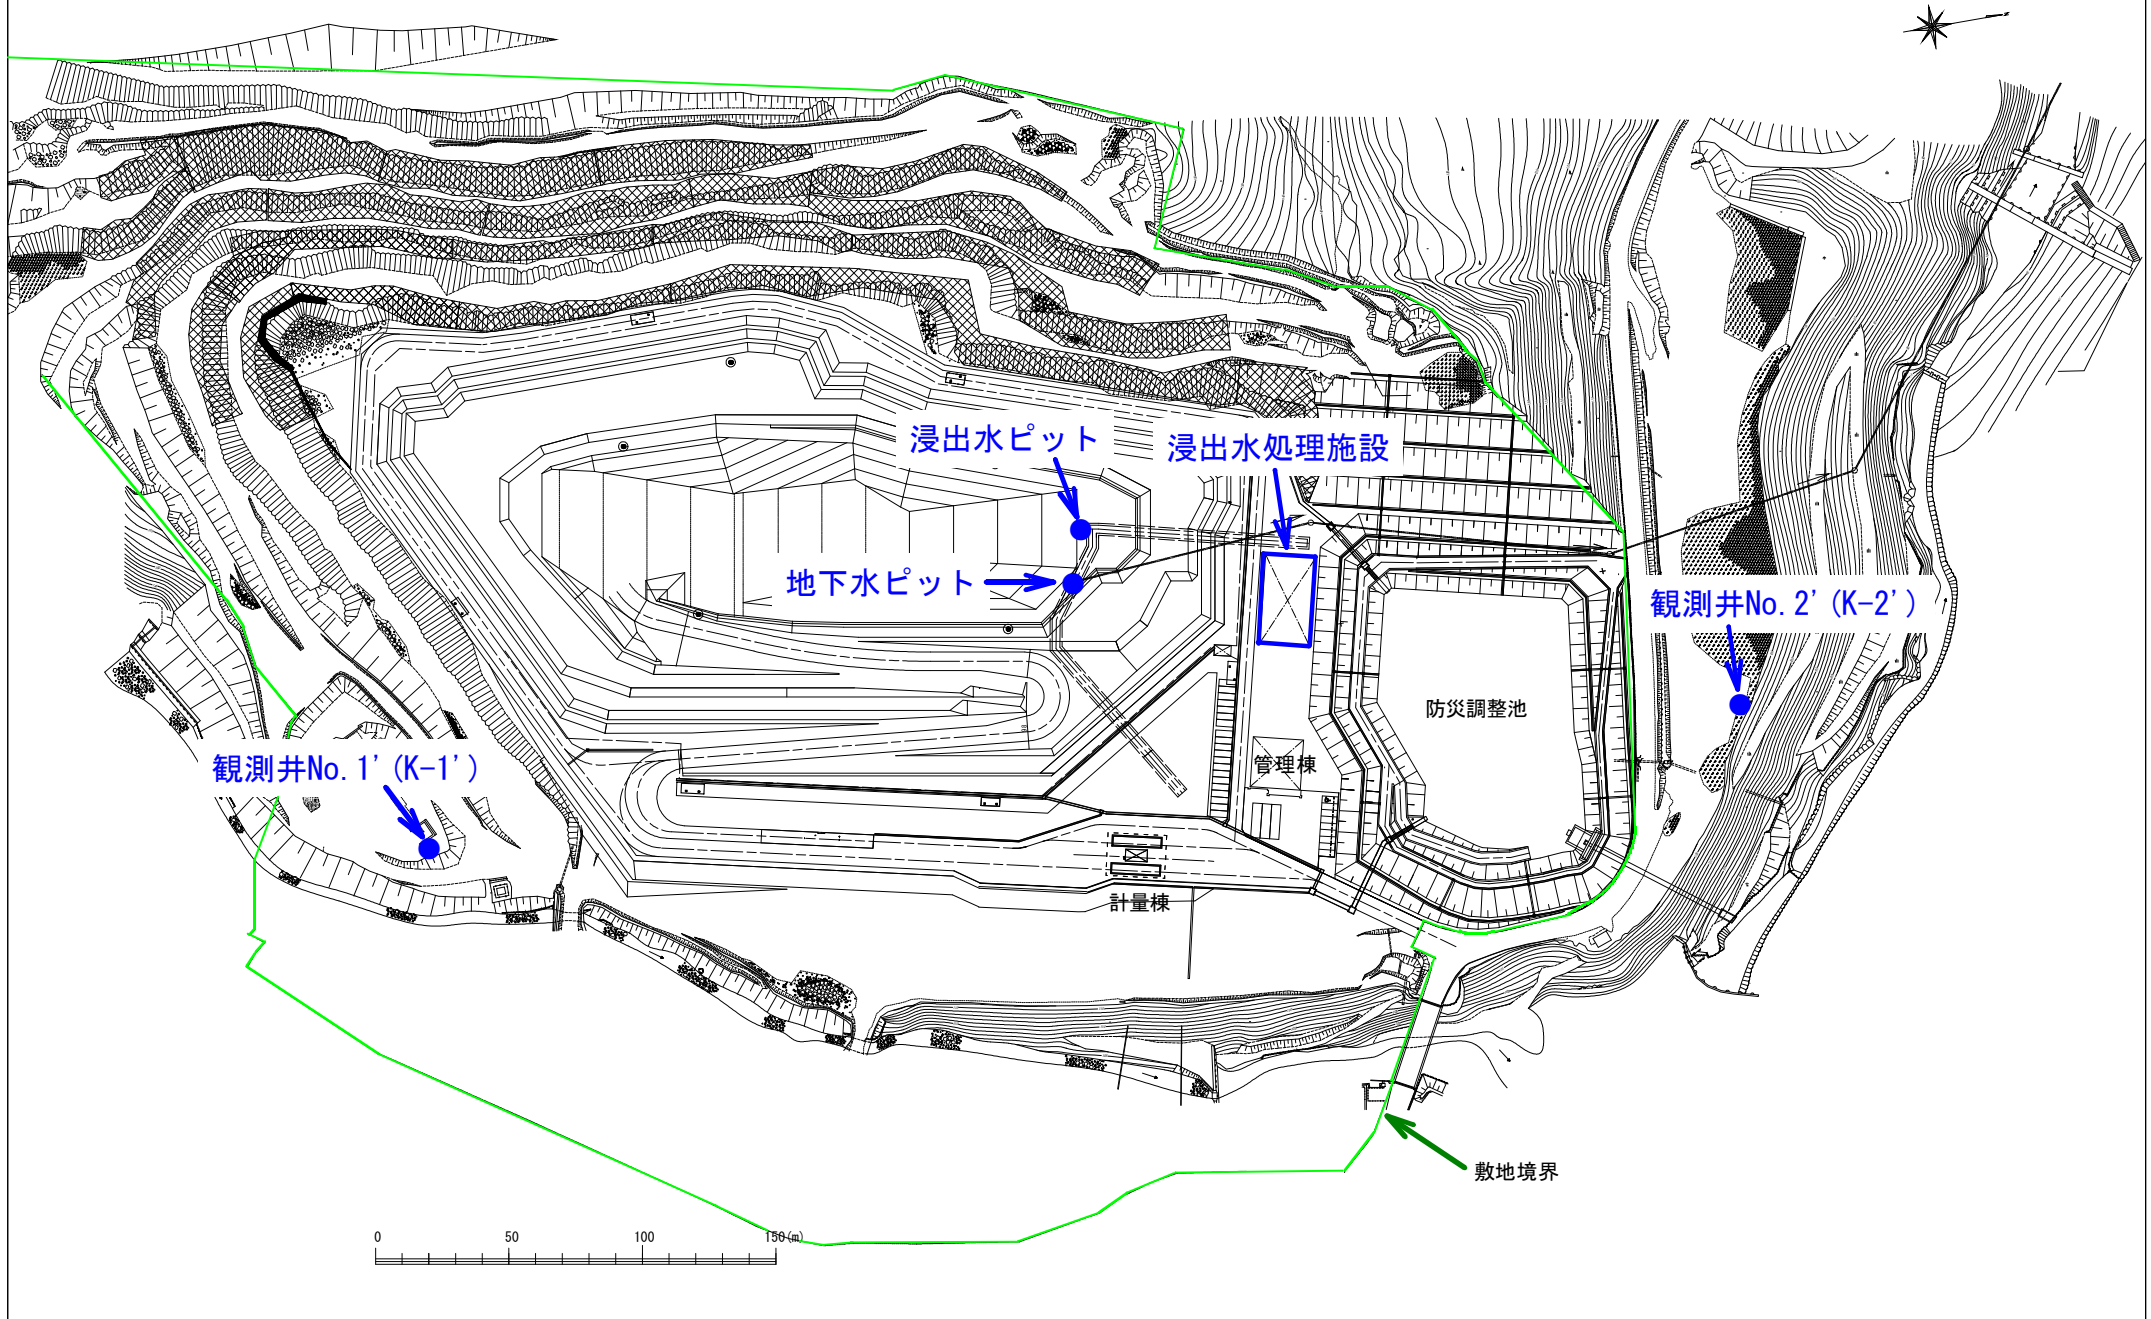 浸出水ピット
浸出水処理施設
地下水ピット
観測井No.2'(K-2')
防災調整池
観測井No.1'(K-1')
管理棟
計量棟
敷地境界
0 50 100 150(m)